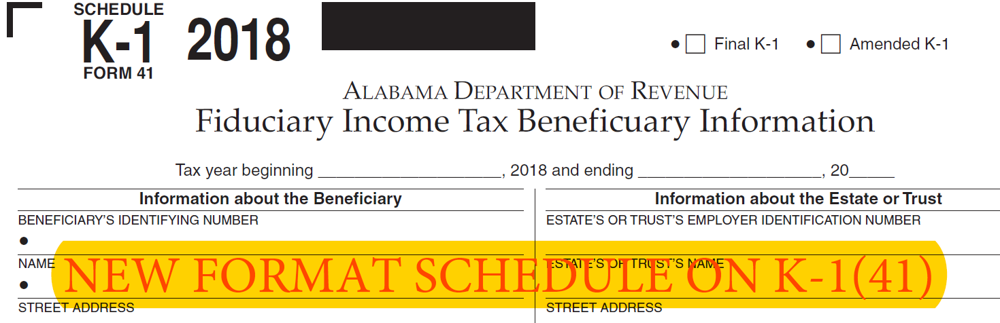 SCHEDULE
K-1 2018
FORM 41
● Final K-1 ● Amended K-1
ALABAMA DEPARTMENT OF REVENUE
Fiduciary Income Tax Beneficuary Information
Tax year beginning ____________________, 2018 and ending ____________________, 20_____
Information about the Beneficiary Information about the Estate or Trust
BENEFICIARY'S IDENTIFYING NUMBER ESTATE'S OR TRUST'S EMPLOYER IDENTIFICATION NUMBER
●
NAME ESTATE'S OR TRUST'S NAME
NEW FORMAT SCHEDULE ON K-1(41)
●
STREET ADDRESS STREET ADDRESS